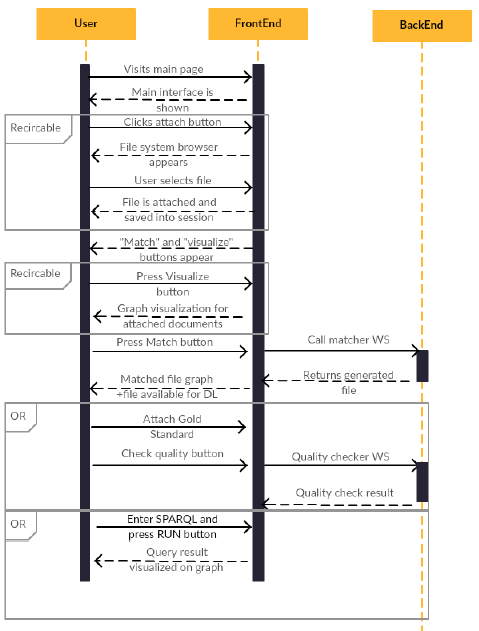 User
FrontEnd
BackEnd
Visits main page
Main interface is
shown
Recircable
Clicks attach button
File system browser
appears
User selects file
File is attached and
saved into session
"Match" and "visualize"
buttons appear
Recircable
Press Visualize
button
Graph visualization for
attached documents
Press Match button
Call matcher WS
Returns generated
file
Matched file graph
+file available for DL
OR
Attach Gold
Standard
Check quality button
Quality checker WS
Quality check result
OR
Enter SPARQL and
press RUN button
Query result
visualized on graph